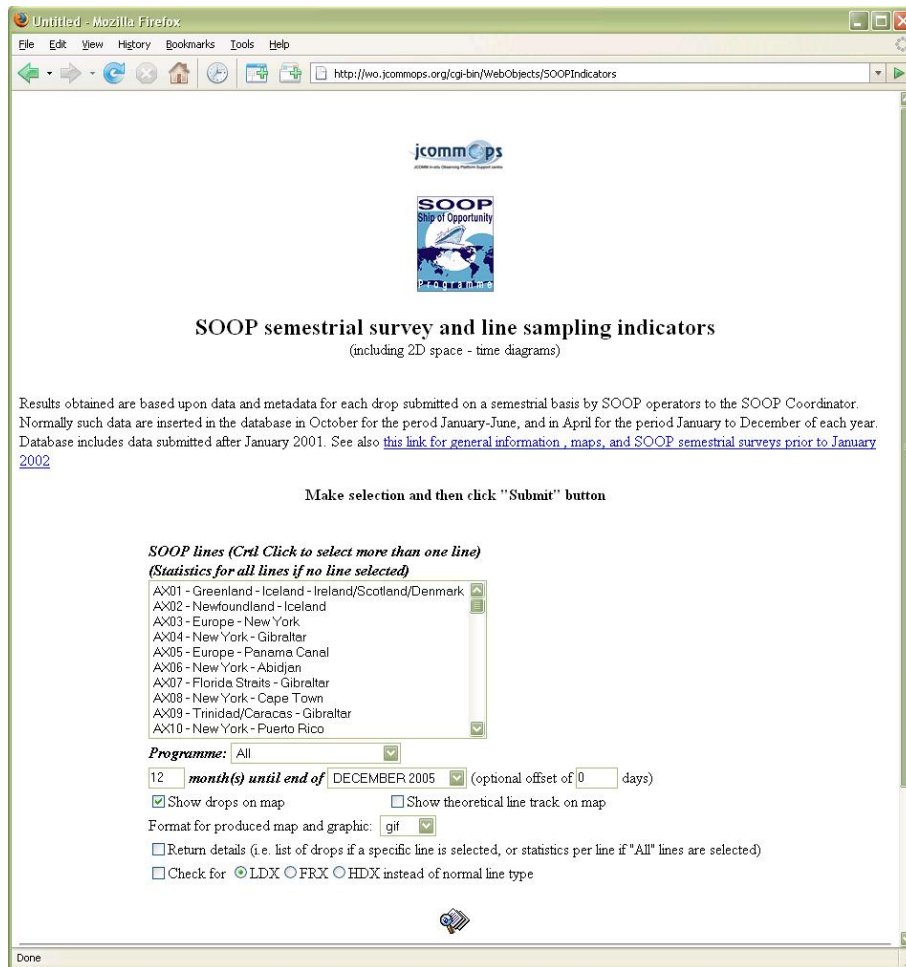 Untitled - Mozilla Firefox
File Edit View History Bookmarks Tools Help
http://wo.jcommops.org/cgi-bin/WebObjects/SOOPIndicators
jcommops
JCOMM in-situ Observing Platform Support centre
SOOP
Ship of Opportunity
Programme
SOOP semestrial survey and line sampling indicators
(including 2D space - time diagrams)
Results obtained are based upon data and metadata for each drop submitted on a semestrial basis by SOOP operators to the SOOP Coordinator.
Normally such data are inserted in the database in October for the perod January-June, and in April for the period January to December of each year.
Database includes data submitted after January 2001. See also this link for general information , maps, and SOOP semestrial surveys prior to January
2002
Make selection and then click "Submit" button
SOOP lines (Crtl Click to select more than one line)
(Statistics for all lines if no line selected)
AX01 - Greenland - Iceland - Ireland/Scotland/Denmark
AX02 - Newfoundland - Iceland
AX03 - Europe - New York
AX04 - New York - Gibraltar
AX05 - Europe - Panama Canal
AX06 - New York - Abidjan
AX07 - Florida Straits - Gibraltar
AX08 - New York - Cape Town
AX09 - Trinidad/Caracas - Gibraltar
AX10 - New York - Puerto Rico
Programme: All
12 month(s) until end of DECEMBER 2005 (optional offset of 0 days)
Show drops on map Show theoretical line track on map
Format for produced map and graphic: gif
Return details (i.e. list of drops if a specific line is selected, or statistics per line if "All" lines are selected)
Check for LDX FRX HDX instead of normal line type
Done